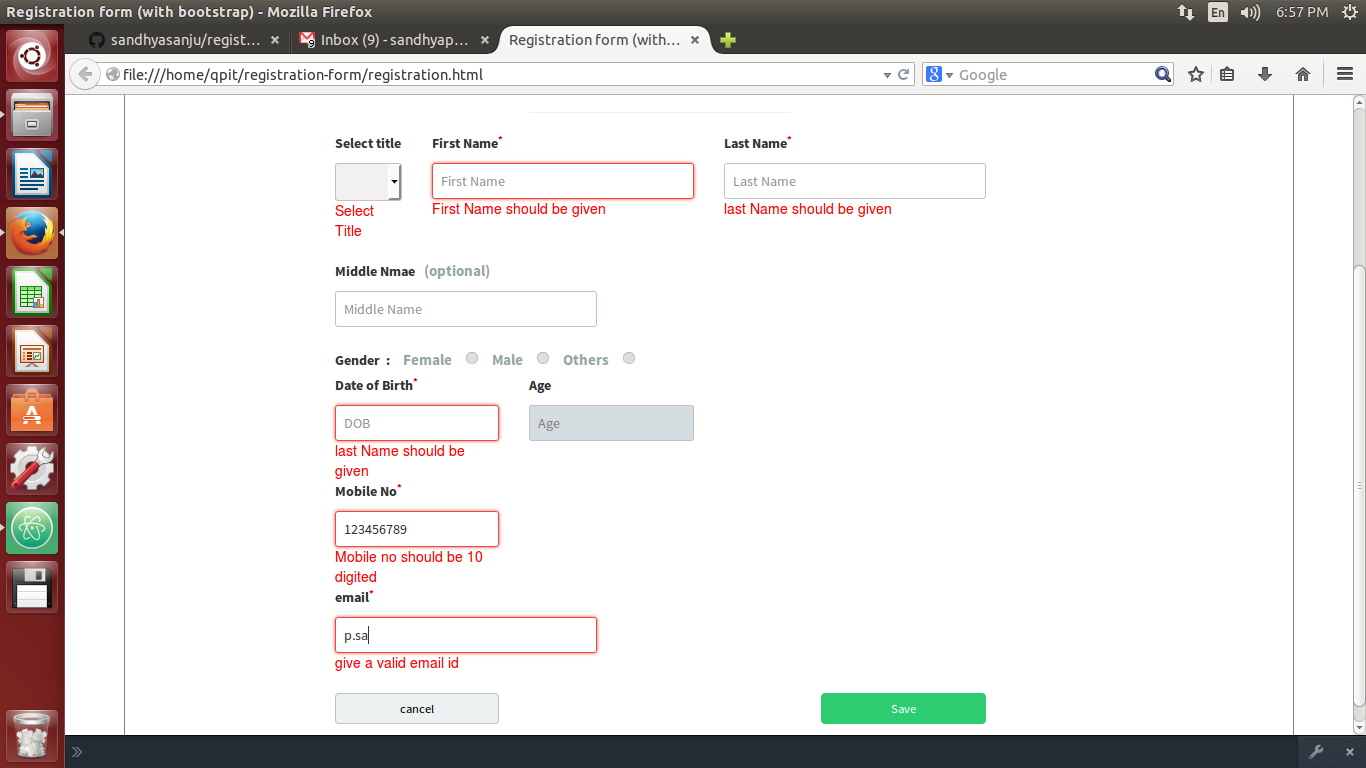 Registration form (with bootstrap) - Mozilla Firefox
En
6:57 PM
sandhyasanju/regist...
Inbox (9) - sandhyap...
Registration form (with...
file:///home/qpit/registration-form/registration.html
Google
Select title
First Name*
Last Name*
First Name
Last Name
Select
Title
First Name should be given
last Name should be given
Middle Nmae (optional)
Middle Name
Gender : Female Male Others
Date of Birth*
Age
DOB
Age
last Name should be
given
Mobile No*
123456789
Mobile no should be 10
digited
email*
p.sa
give a valid email id
cancel
Save